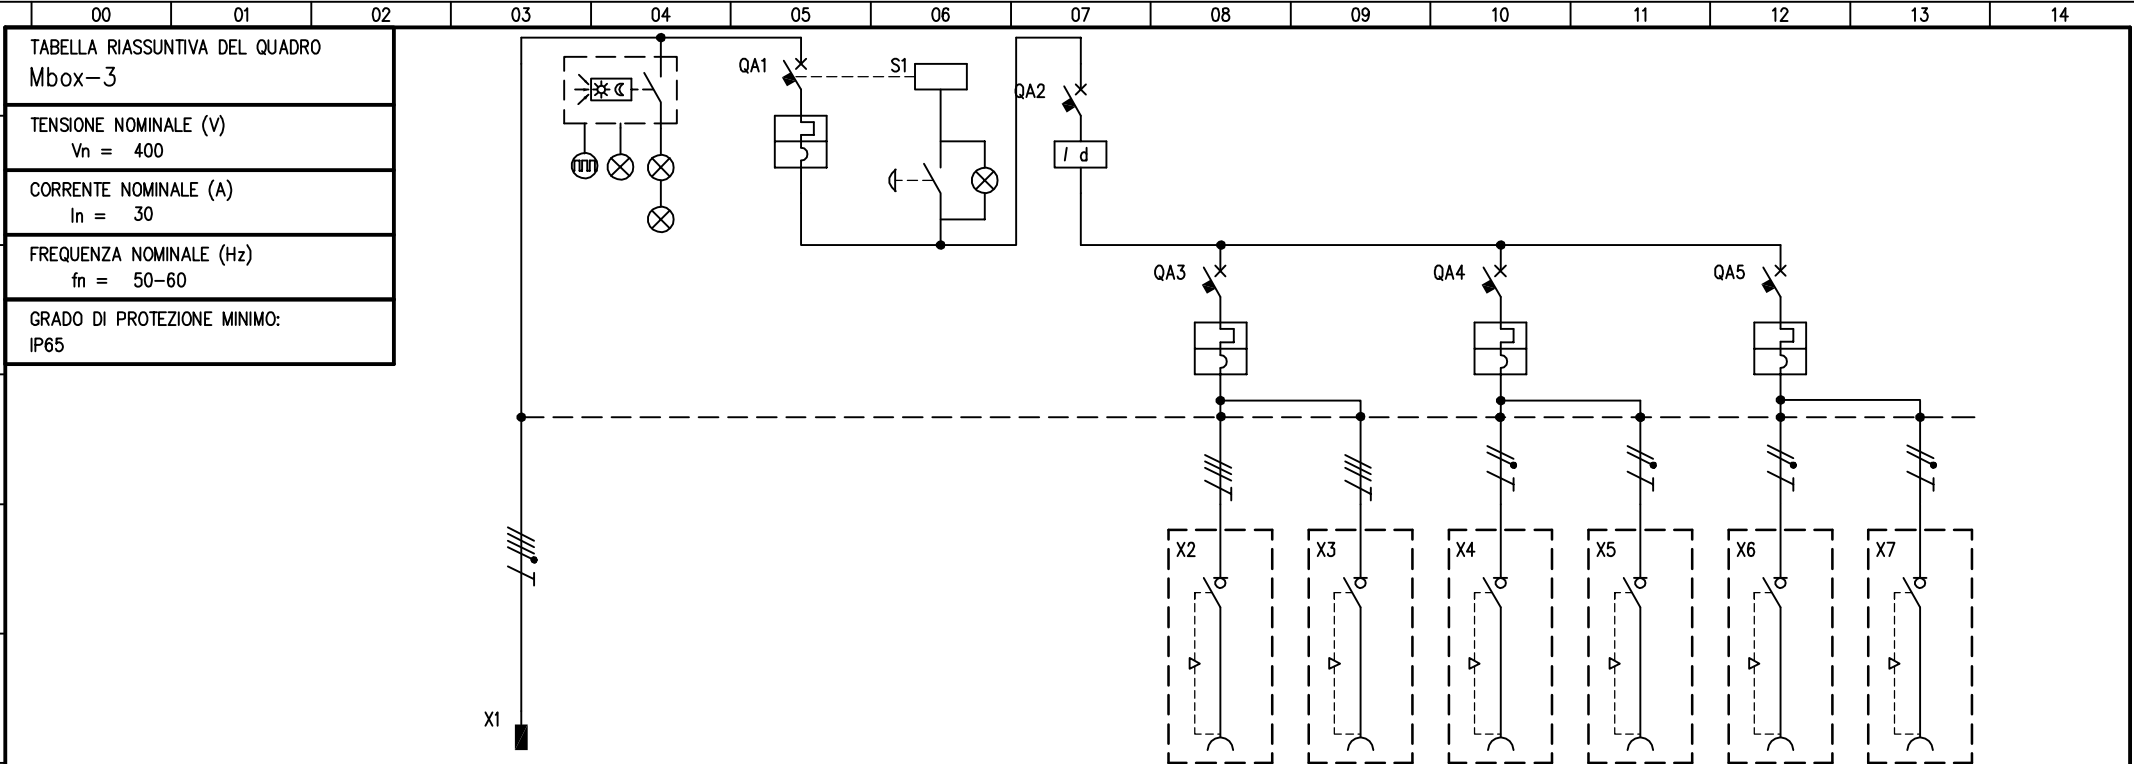 00 01 02 03 04 05 06 07 08 09 10 11 12 13 14
TABELLA RIASSUNTIVA DEL QUADRO
Mbox-3
TENSIONE NOMINALE (V)
Vn = 400
CORRENTE NOMINALE (A)
In = 30
FREQUENZA NOMINALE (Hz)
fn = 50-60
GRADO DI PROTEZIONE MINIMO:
IP65
QA1 S1
QA2
I d
QA3 QA4 QA5
X2 X3 X4 X5 X6 X7
X1